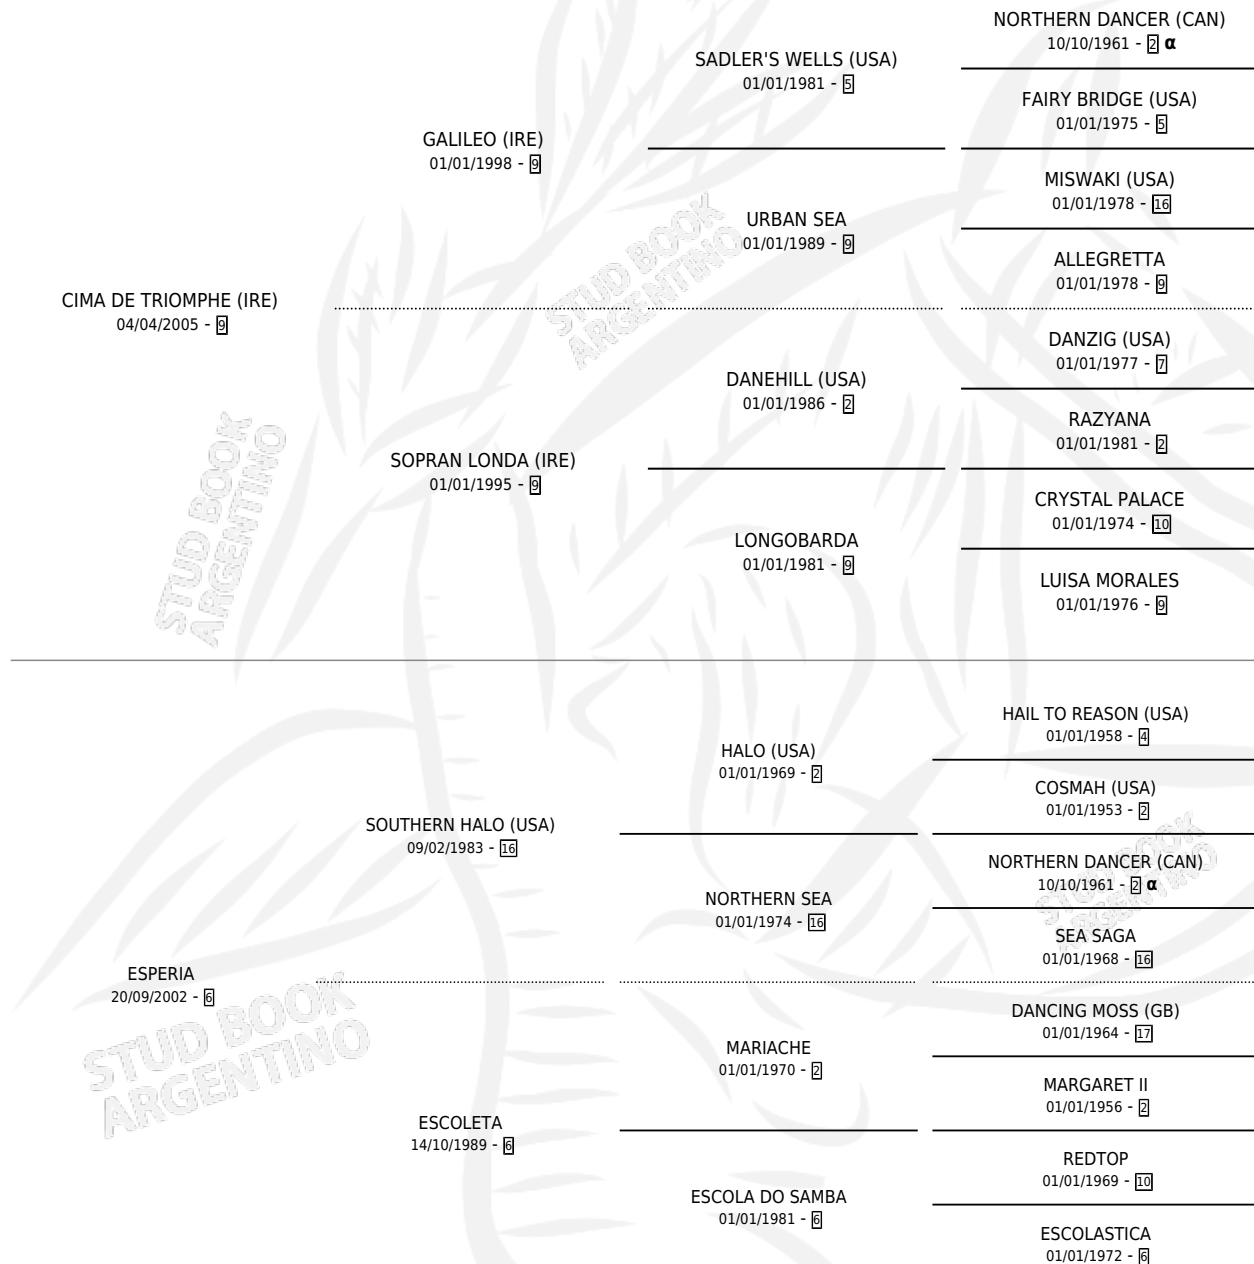 NORTHERN DANCER (CAN)
10/10/1961 - 2 α
SADLER'S WELLS (USA)
01/01/1981 - 5
FAIRY BRIDGE (USA)
01/01/1975 - 5
GALILEO (IRE)
01/01/1998 - 9
MISWAKI (USA)
01/01/1978 - 16
URBAN SEA
01/01/1989 - 9
ALLEGRETTA
01/01/1978 - 9
CIMA DE TRIOMPHE (IRE)
04/04/2005 - 9
DANZIG (USA)
01/01/1977 - 7
DANEHILL (USA)
01/01/1986 - 2
RAZYANA
01/01/1981 - 2
SOPRAN LONDA (IRE)
01/01/1995 - 9
CRYSTAL PALACE
01/01/1974 - 10
LONGOBARDA
01/01/1981 - 9
LUISA MORALES
01/01/1976 - 9
HAIL TO REASON (USA)
01/01/1958 - 4
HALO (USA)
01/01/1969 - 2
COSMAH (USA)
01/01/1953 - 2
SOUTHERN HALO (USA)
09/02/1983 - 16
NORTHERN DANCER (CAN)
10/10/1961 - 2 α
NORTHERN SEA
01/01/1974 - 16
SEA SAGA
01/01/1968 - 16
ESPERIA
20/09/2002 - 6
DANCING MOSS (GB)
01/01/1964 - 17
MARIACHE
01/01/1970 - 2
MARGARET II
01/01/1956 - 2
ESCOLETA
14/10/1989 - 6
REDTOP
01/01/1969 - 10
ESCOLA DO SAMBA
01/01/1981 - 6
ESCOLASTICA
01/01/1972 - 6
STUD BOOK
ARGENTINO
STUD BOOK
ARGENTINO
STUD BOOK
ARGENTINO
STUD BOOK
ARGENTINO